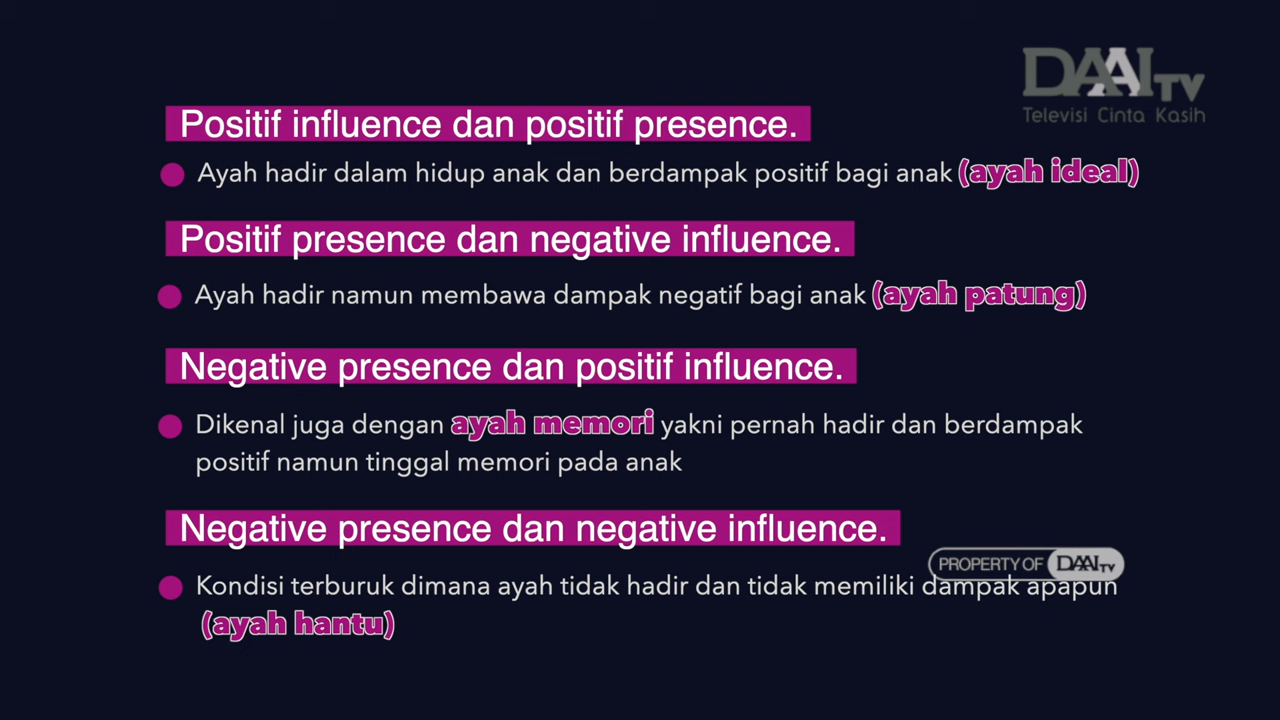 DAAI TV
Televisi Cinta Kasih
Positif influence dan positif presence.
Ayah hadir dalam hidup anak dan berdampak positif bagi anak (ayah ideal)
Positif presence dan negative influence.
Ayah hadir namun membawa dampak negatif bagi anak (ayah patung)
Negative presence dan positif influence.
Dikenal juga dengan ayah memori yakni pernah hadir dan berdampak
positif namun tinggal memori pada anak
Negative presence dan negative influence.
PROPERTY OF DAAI TV
Kondisi terburuk dimana ayah tidak hadir dan tidak memiliki dampak apapun
(ayah hantu)